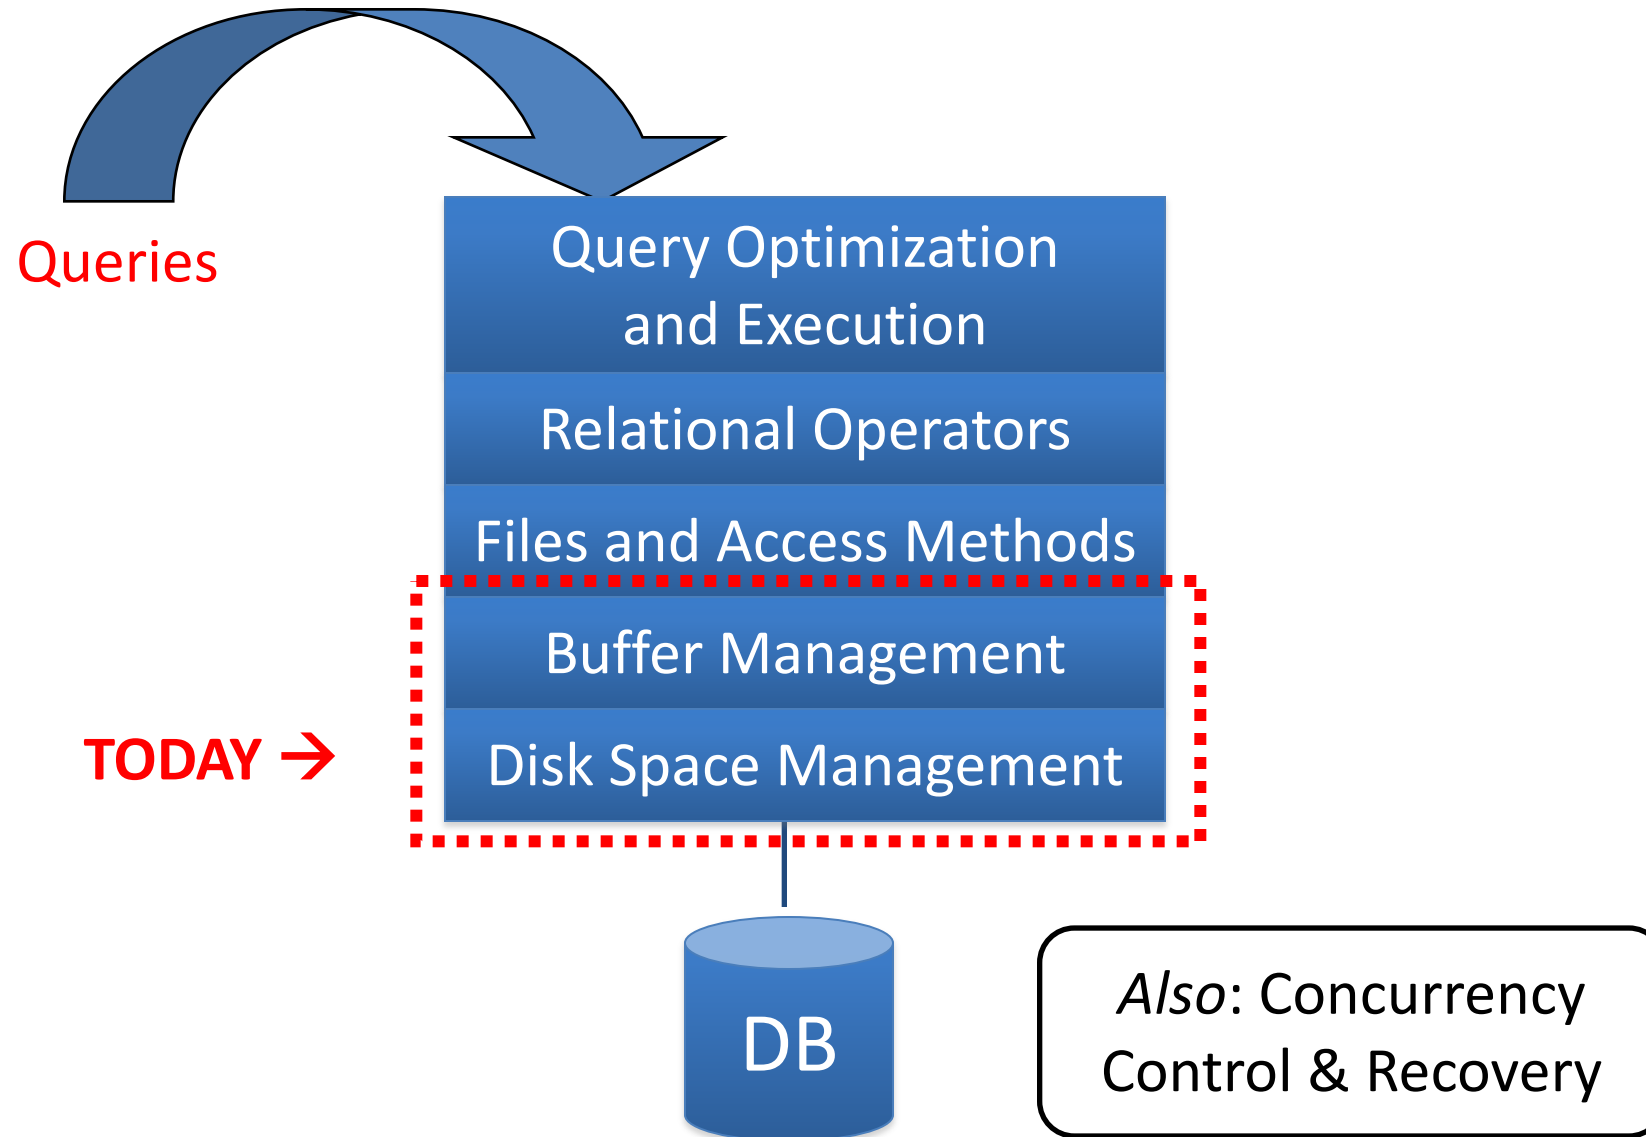 Queries
Query Optimization
and Execution
Relational Operators
Files and Access Methods
Buffer Management
TODAY →
Disk Space Management
DB
Also: Concurrency
Control & Recovery